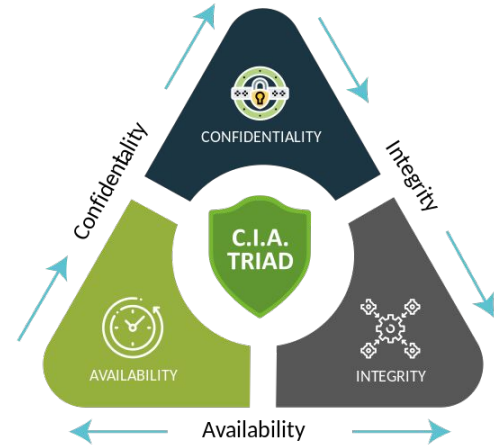 CONFIDENTIALITY
Confidentality
Integrity
C.I.A.
TRIAD
AVAILABILITY
INTEGRITY
Availability